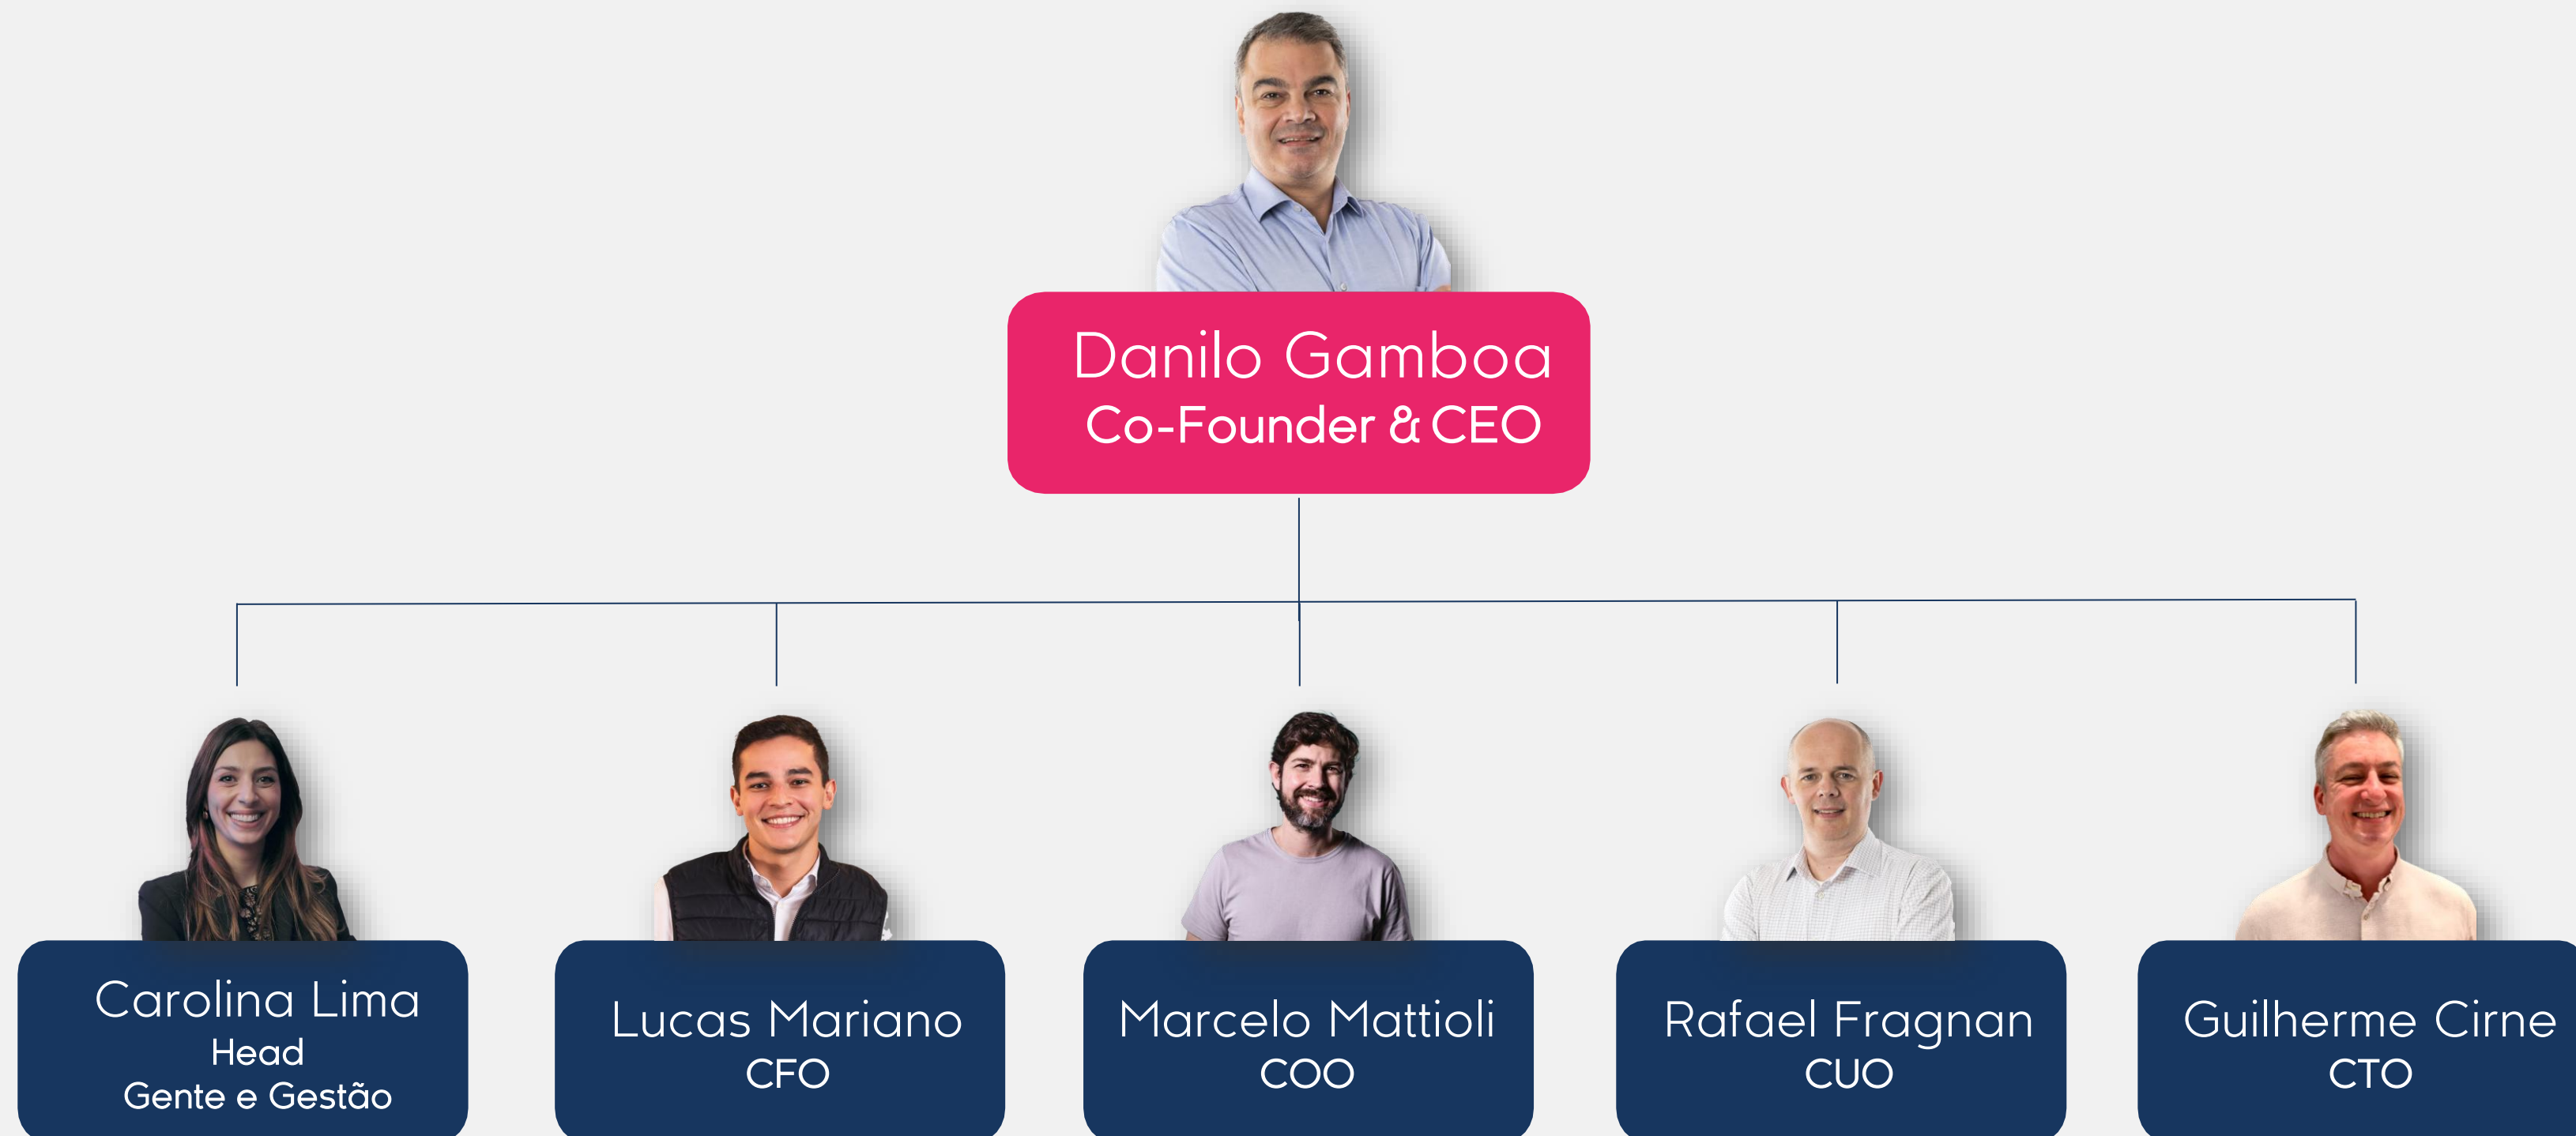 Danilo Gamboa
Co-Founder & CEO
Carolina Lima
Head
Gente e Gestão
Lucas Mariano
CFO
Marcelo Mattioli
COO
Rafael Fragnan
CUO
Guilherme Cirne
CTO